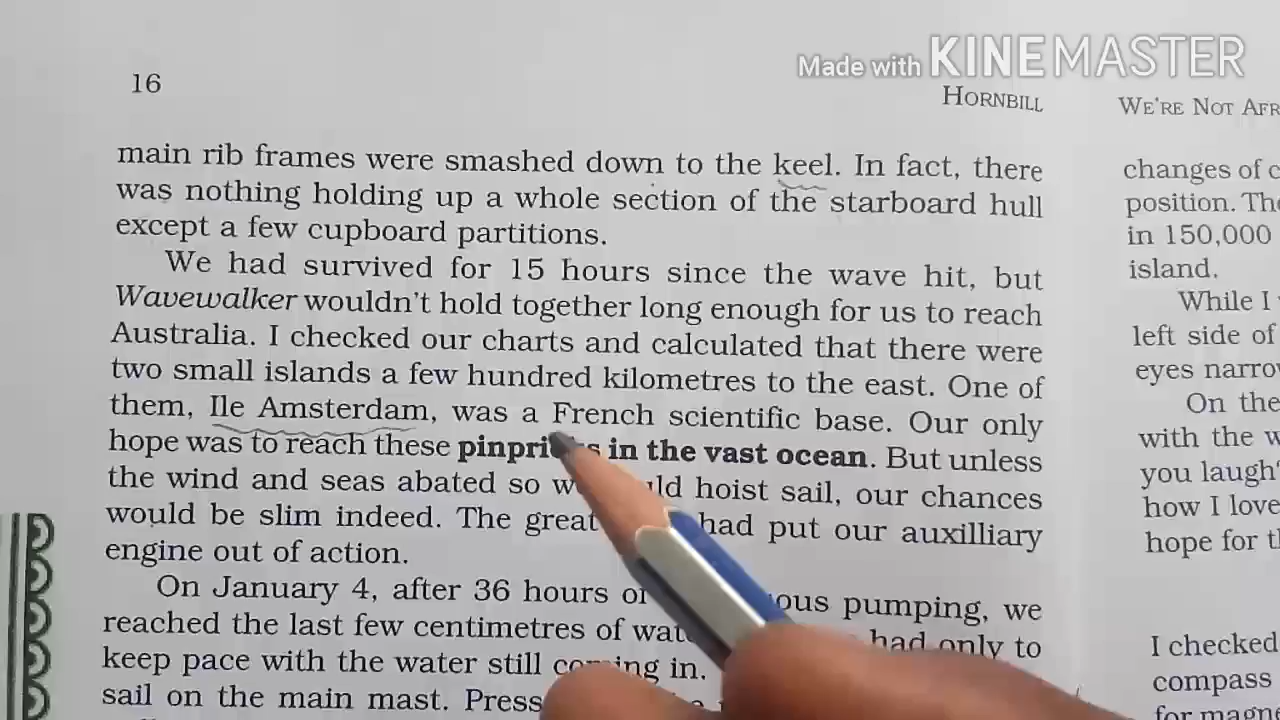 Made with KINEMASTER
16
HORNBILL
main rib frames were smashed down to the keel. In fact, there
was nothing holding up a whole section of the starboard hull
except a few cupboard partitions.
We had survived for 15 hours since the wave hit, but
Wavewalker wouldn't hold together long enough for us to reach
Australia. I checked our charts and calculated that there were
two small islands a few hundred kilometres to the east. One of
them, Ile Amsterdam, was a French scientific base. Our only
hope was to reach these in the vast ocean. But unless
the wind and seas abated so hoist sail, our chances
would be slim indeed. The great had put our auxilliary
engine out of action.
On January 4, after 36 hours pumping, we
reached the last few centimetres of had only to
keep pace with the water still coming in.
sail on the main mast.
WE'RE NOT
changes of
position.
in 150,000
island.
While I
left side of
eyes
On the
with the
you laugh
how I love
hope for
I checked
compass
for